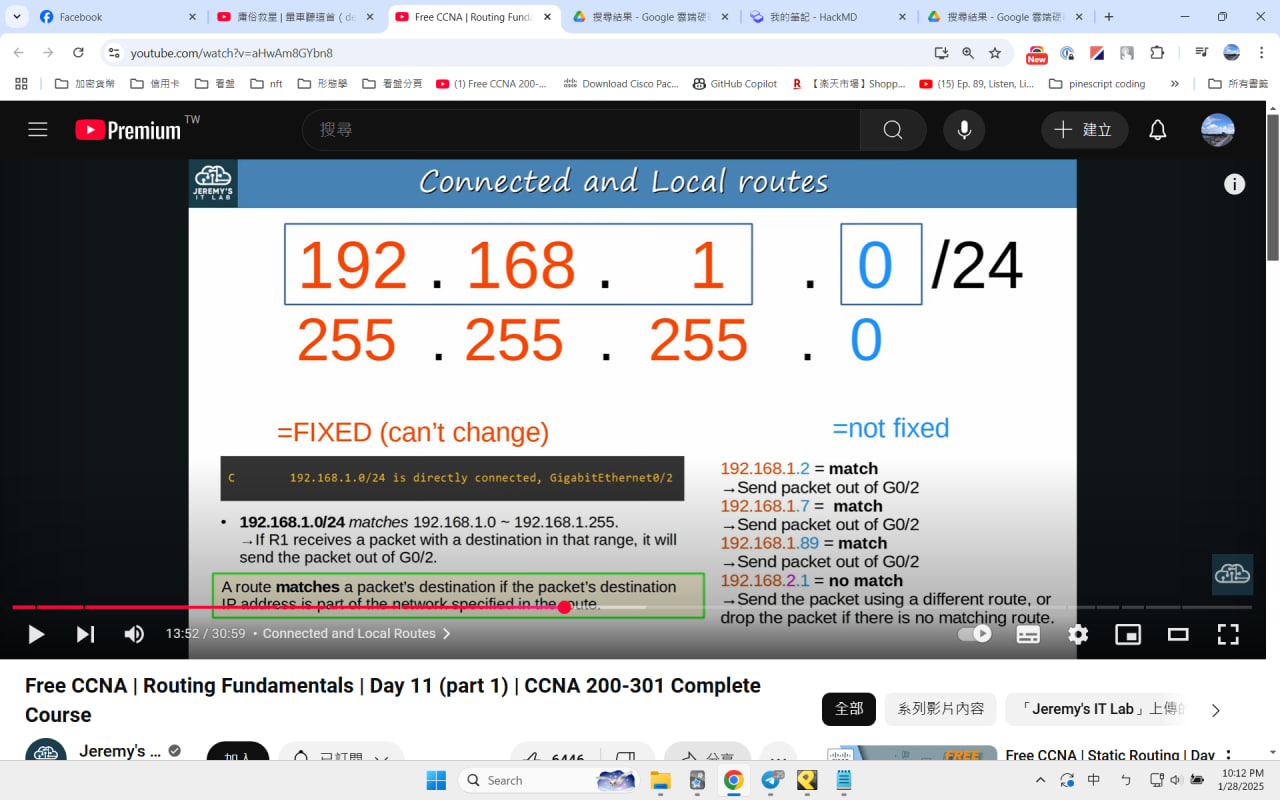 Facebook
庸俗救星 | 暈車聽這首 ( de
Free CCNA | Routing Funda
搜尋結果 - Google 雲端硬
我的筆記 - HackMD
搜尋結果 - Google 雲端硬
youtube.com/watch?v=aHwAm8GYbn8
New
加密貨幣
信用卡
看盤
nft
形態學
看盤分頁
(1) Free CCNA 200-...
Download Cisco Pac...
GitHub Copilot
R 【楽天市場】Shopp...
(15) Ep. 89, Listen, Li...
pinescript coding
»
所有書籤
Premium TW
搜尋
建立
JEREMY'S
IT LAB
Connected and Local routes
192 . 168 . 1 . 0 /24
255 . 255 . 255 . 0
=FIXED (can't change)
=not fixed
C 192.168.1.0/24 is directly connected, GigabitEthernet0/2
• 192.168.1.0/24 matches 192.168.1.0 ~ 192.168.1.255.
→If R1 receives a packet with a destination in that range, it will
send the packet out of G0/2.
A route matches a packet's destination if the packet's destination
IP address is part of the network specified in the route.
192.168.1.2 = match
→Send packet out of G0/2
192.168.1.7 = match
→Send packet out of G0/2
192.168.1.89 = match
→Send packet out of G0/2
192.168.2.1 = no match
→Send the packet using a different route, or
drop the packet if there is no matching route.
13:52 / 30:59 • Connected and Local Routes
Free CCNA | Routing Fundamentals | Day 11 (part 1) | CCNA 200-301 Complete
Course
全部
系列影片內容
「Jeremy's IT Lab」上傳的
Jeremy's ...
加入
已訂閱
6446
分享
FREE
Free CCNA | Static Routing | Day
Search
中
ㄅ
10:12 PM
1/28/2025